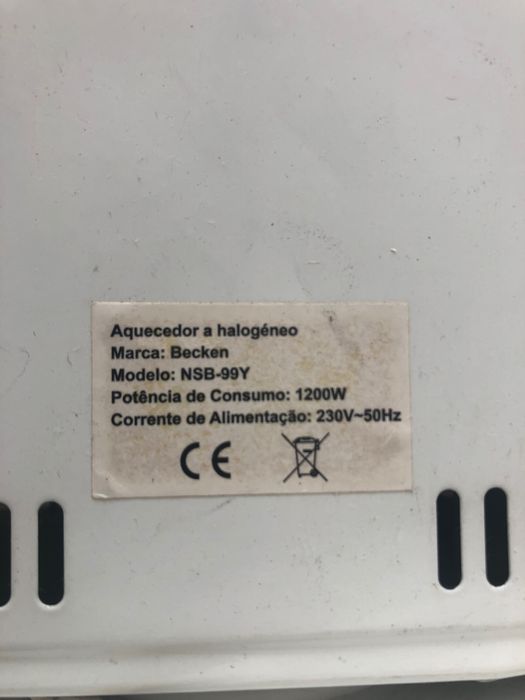 Aquecedor a halogéneo
Marca: Becken
Modelo: NSB-99Y
Potência de Consumo: 1200W
Corrente de Alimentação: 230V~50Hz
CE